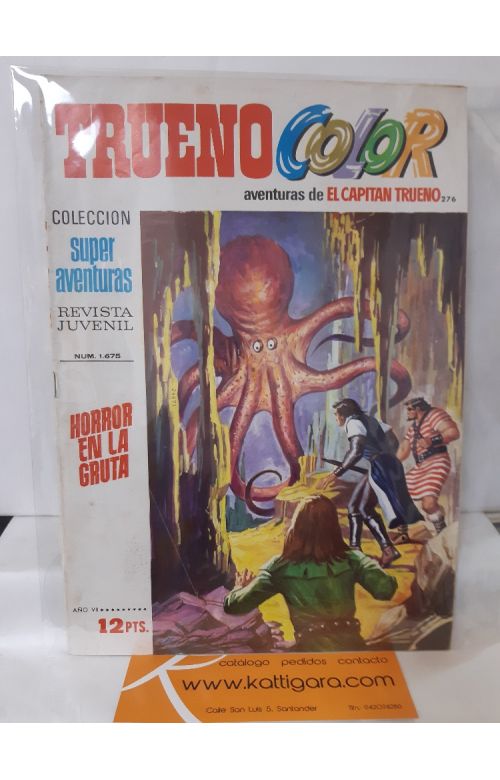 TRUENO COLOR
aventuras de EL CAPITAN TRUENO 276
COLECCION
super
aventuras
REVISTA
JUVENIL
NUM. 1.675
HORROR
EN LA
GRUTA
AÑO VII
12 PTS.
catálogo pedidos contacto
www.kattigara.com
Calle San Luis 5, Santander